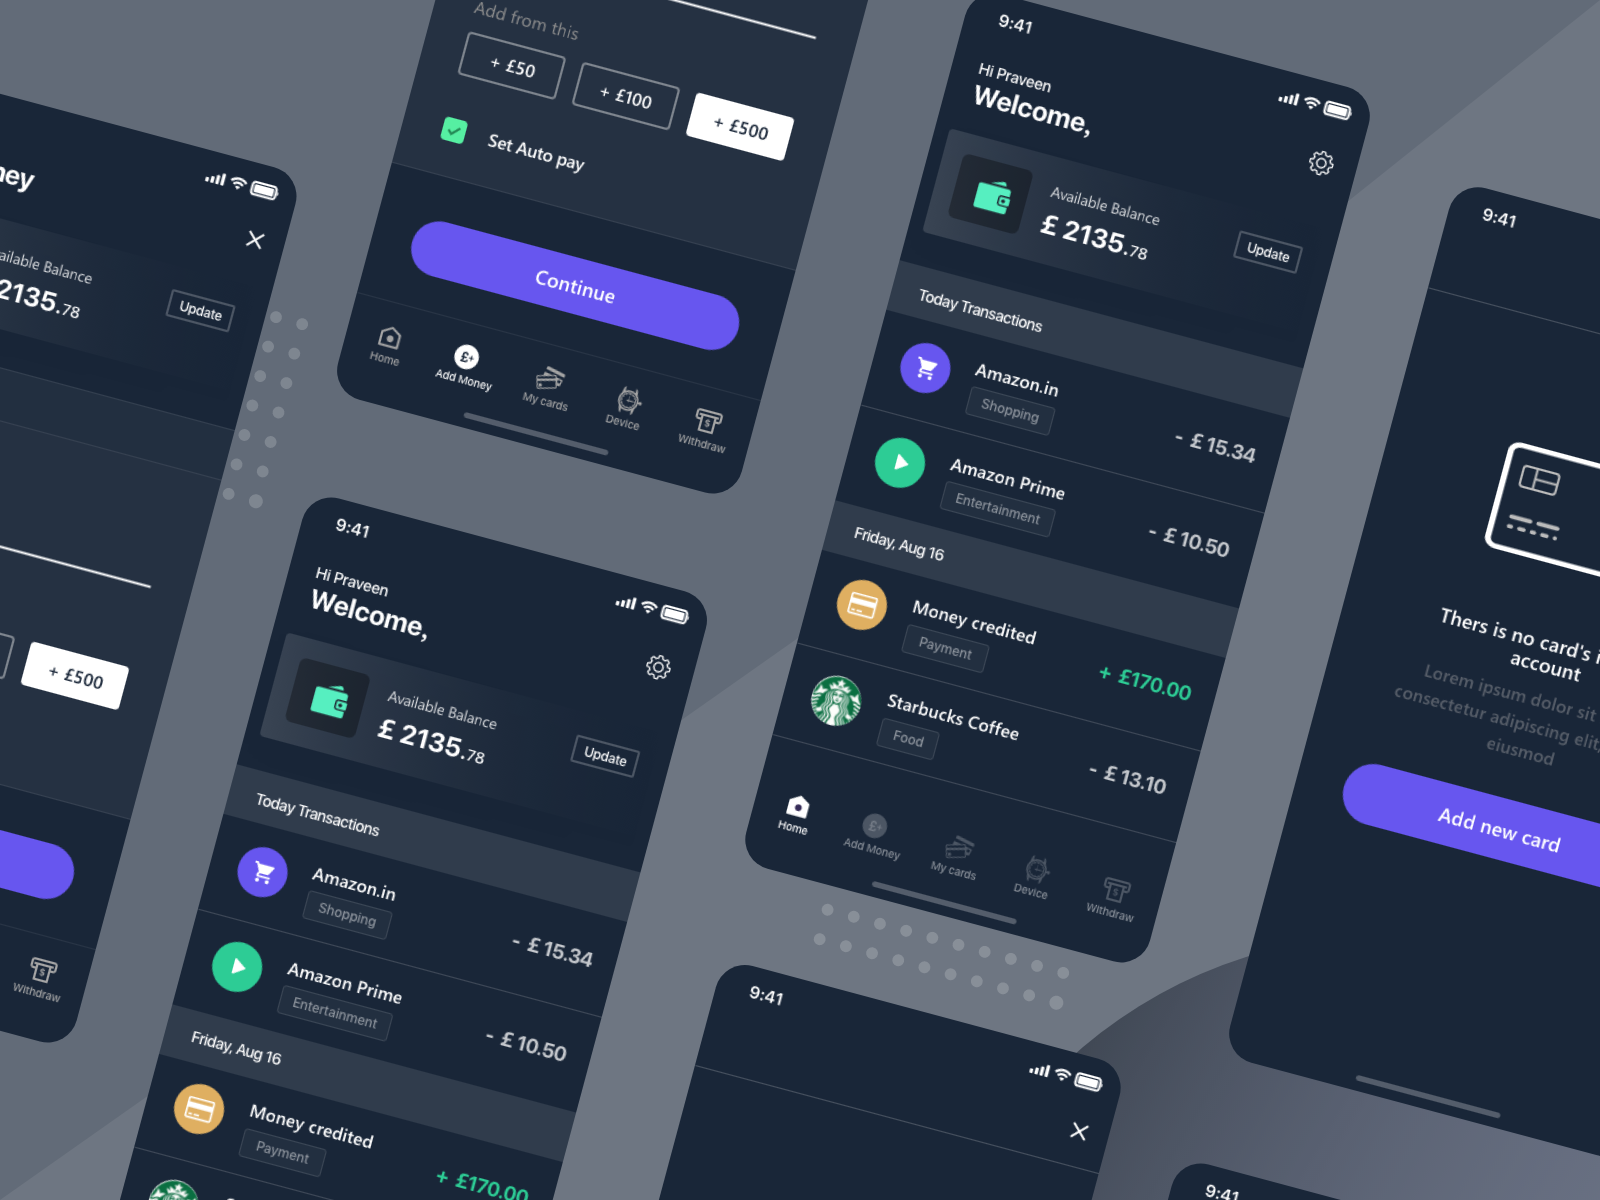 Add from this
+ £50
+ £100
+ £500
Set Auto pay
Continue
Home
Add Money
My cards
Device
Withdraw
9:41
Hi Praveen
Welcome,
Available Balance
£ 2135.78
Update
Today Transactions
Amazon.in
Shopping
- £ 15.34
Amazon Prime
Entertainment
- £ 10.50
Friday, Aug 16
Money credited
Payment
+ £170.00
Starbucks Coffee
Food
- £ 13.10
Home
Add Money
My cards
Device
Withdraw
ney
ailable Balance
2135.78
Update
+ £500
Withdraw
9:41
Hi Praveen
Welcome,
Available Balance
£ 2135.78
Update
Today Transactions
Amazon.in
Shopping
- £ 15.34
Amazon Prime
Entertainment
- £ 10.50
Friday, Aug 16
Money credited
Payment
+ £170.00
9:41
Thers is no card's i
account
Lorem ipsum dolor sit
consectetur adipiscing elit,
eiusmod
Add new card
9:41
9:41